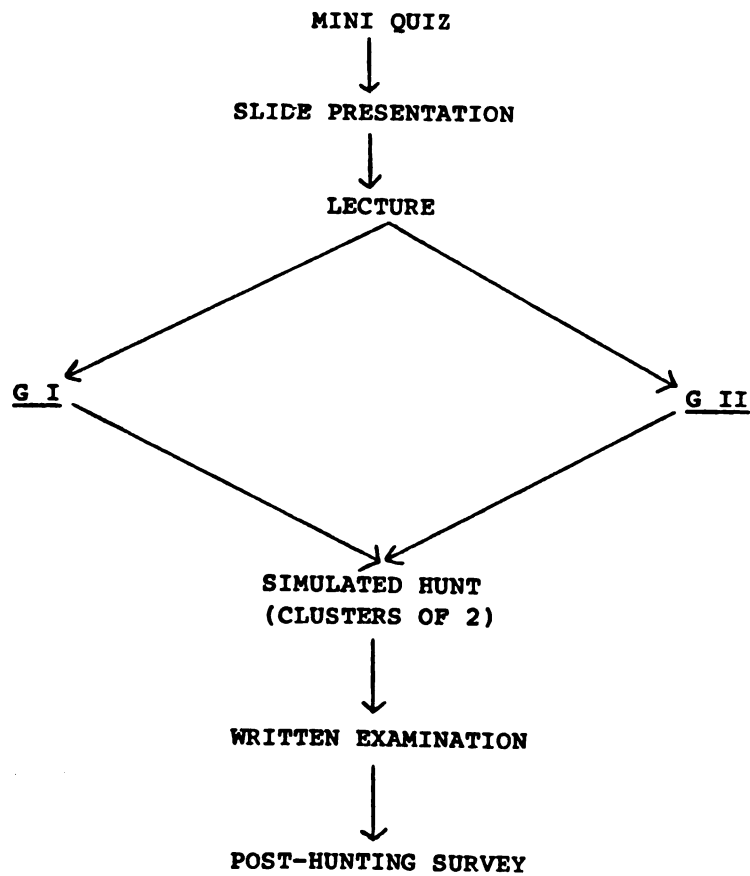 MINI QUIZ
SLIDE PRESENTATION
LECTURE
G I
G II
SIMULATED HUNT
(CLUSTERS OF 2)
WRITTEN EXAMINATION
POST-HUNTING SURVEY